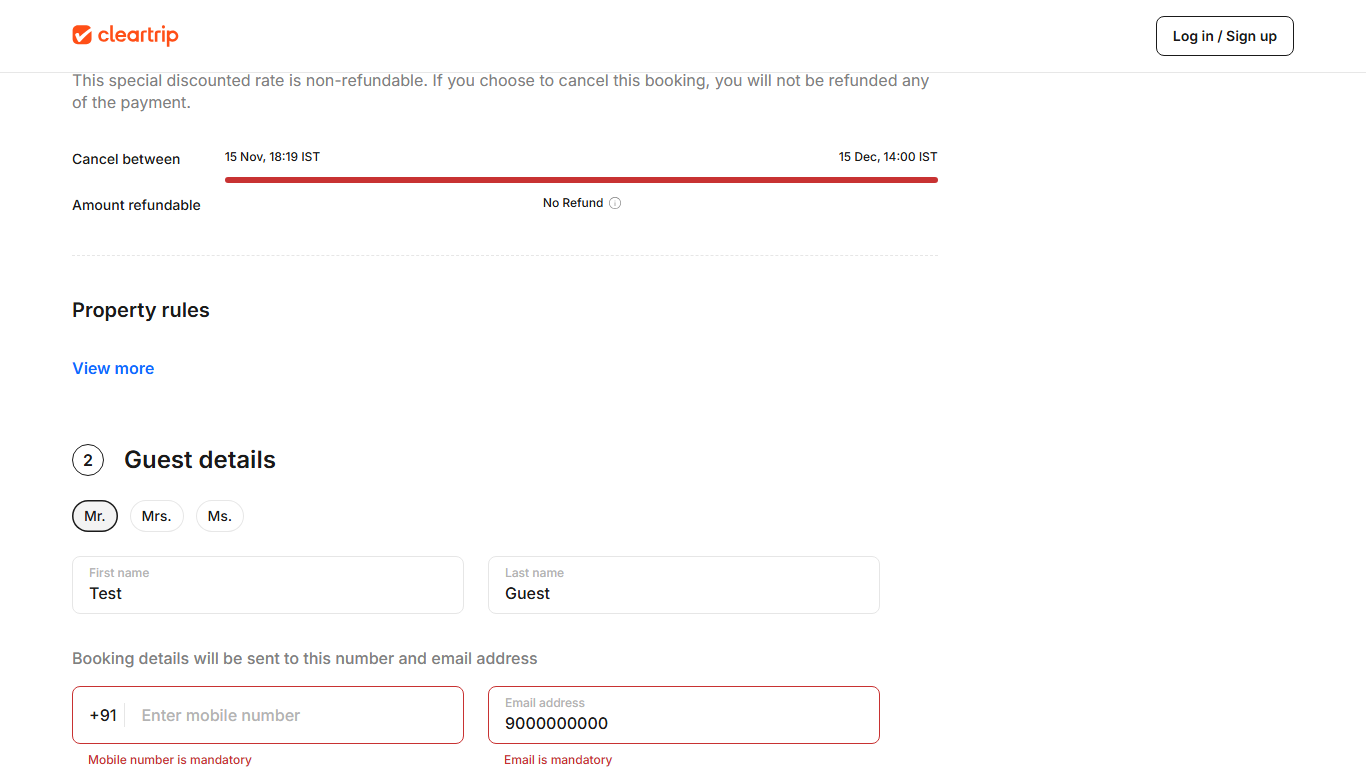 cleartrip
Log in / Sign up
This special discounted rate is non-refundable. If you choose to cancel this booking, you will not be refunded any
of the payment.
Cancel between
15 Nov, 18:19 IST
15 Dec, 14:00 IST
Amount refundable
No Refund
Property rules
View more
2 Guest details
Mr.
Mrs.
Ms.
First name
Test
Last name
Guest
Booking details will be sent to this number and email address
+91 Enter mobile number
Mobile number is mandatory
Email address
9000000000
Email is mandatory